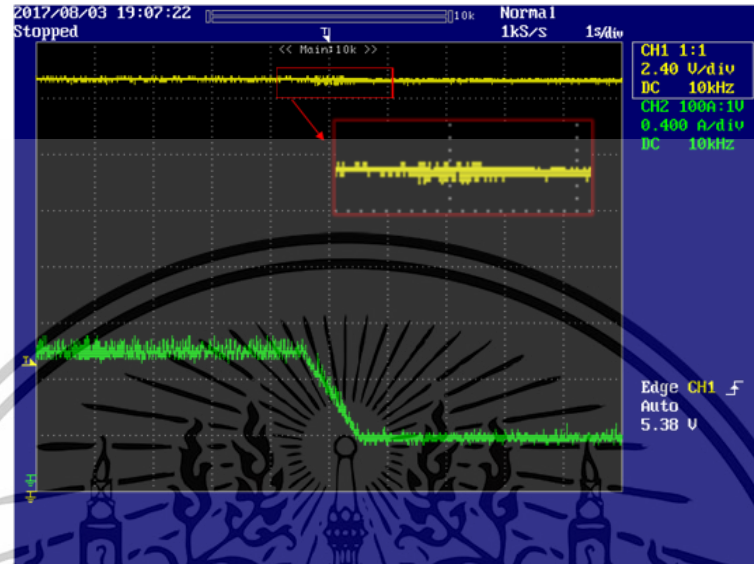 2017/08/03 19:07:22 10k Normal
Stopped 1kS/s 1s/div
<< Main:10k >>
CH1 1:1
2.40 V/div
DC 10kHz
CH2 100A:1V
0.400 A/div
DC 10kHz
Edge CH1
Auto
5.38 V